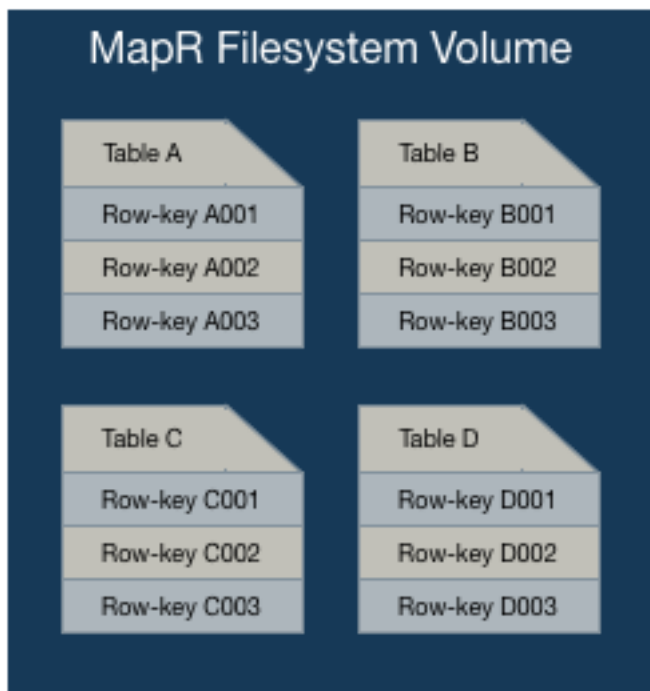 MapR Filesystem Volume
Table A
Row-key A001
Row-key A002
Row-key A003
Table B
Row-key B001
Row-key B002
Row-key B003
Table C
Row-key C001
Row-key C002
Row-key C003
Table D
Row-key D001
Row-key D002
Row-key D003